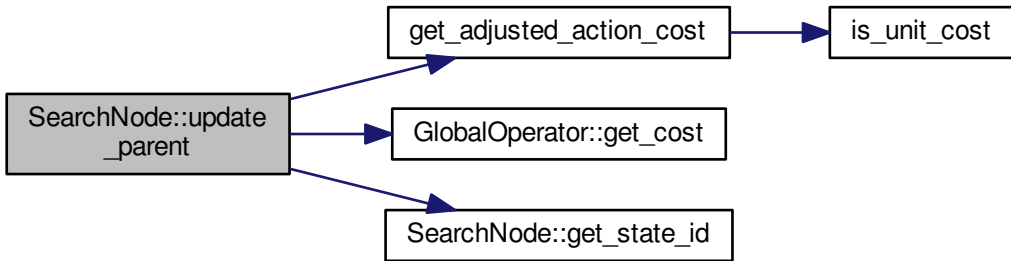 get_adjusted_action_cost
is_unit_cost
SearchNode::update
_parent
GlobalOperator::get_cost
SearchNode::get_state_id